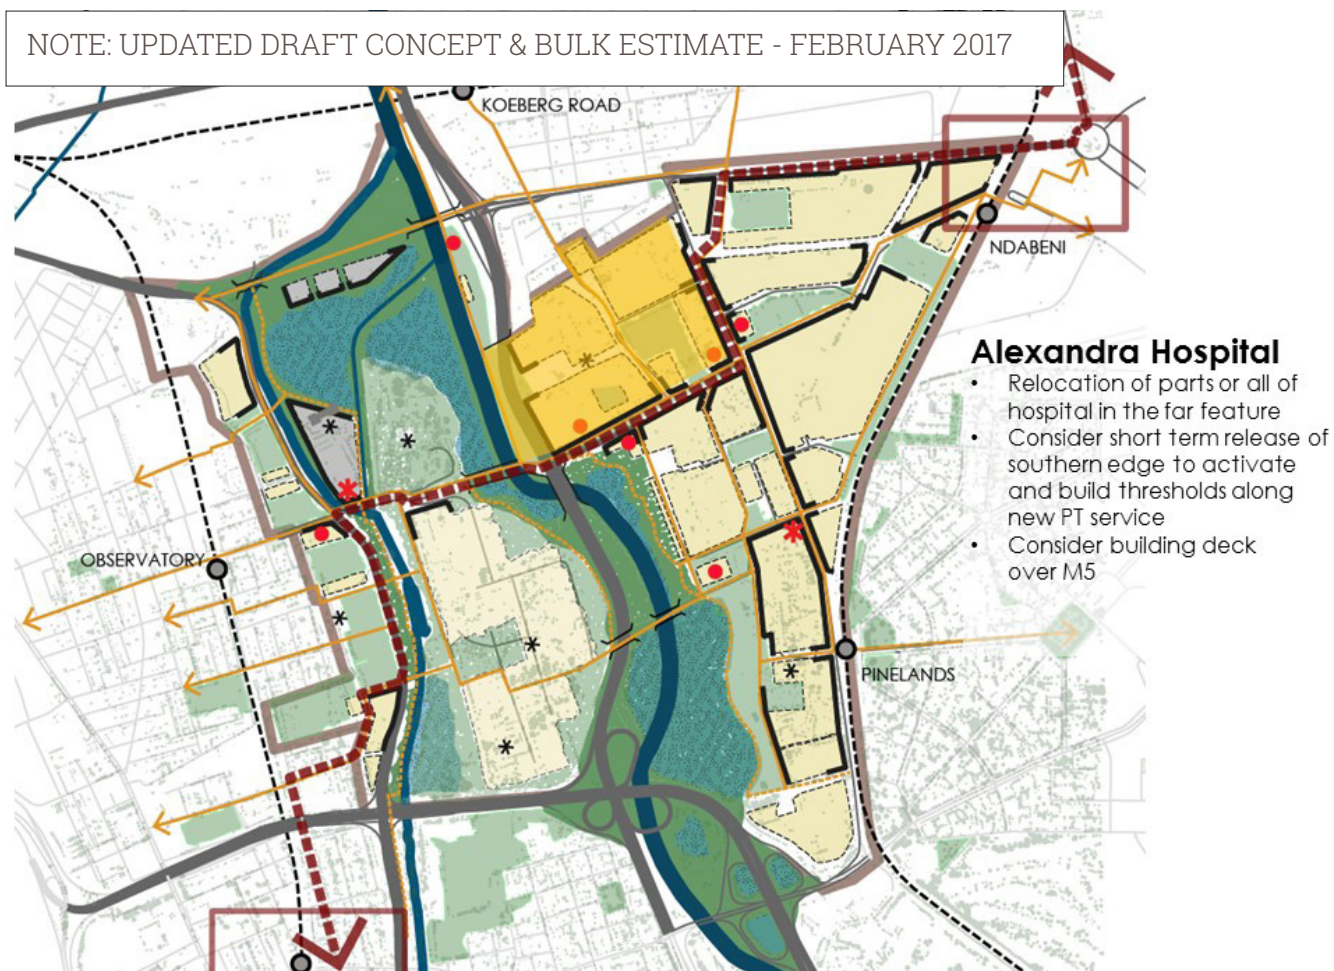 NOTE: UPDATED DRAFT CONCEPT & BULK ESTIMATE - FEBRUARY 2017
KOEBERG ROAD
NDABENI
Alexandra Hospital
• Relocation of parts or all of
hospital in the far feature
• Consider short term release of
southern edge to activate
and build thresholds along
new PT service
• Consider building deck
over M5
OBSERVATORY
PINELANDS